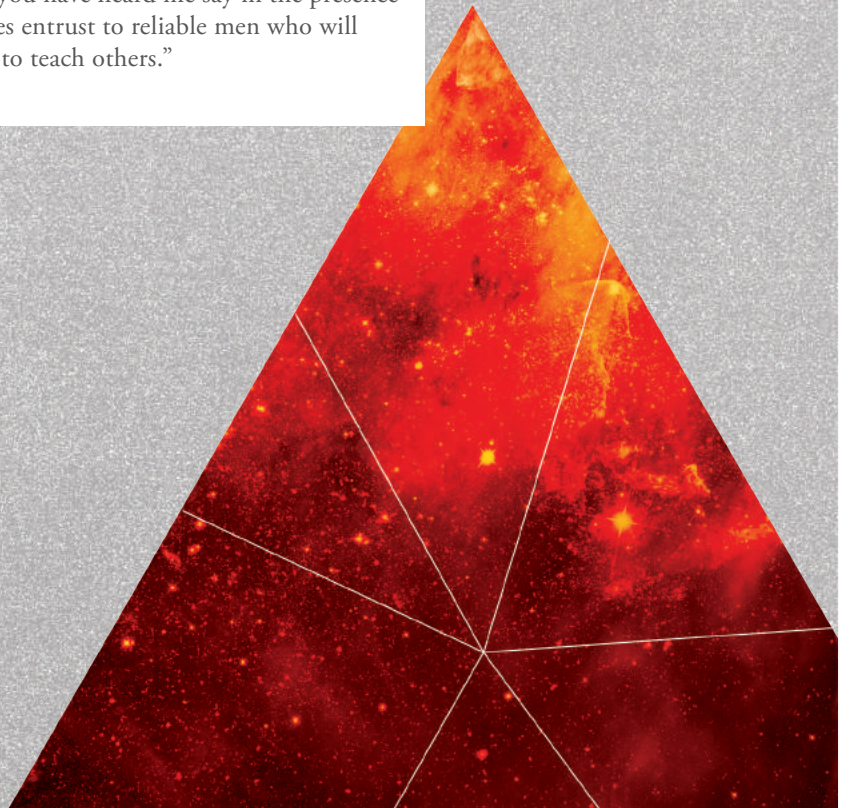 you have heard me say in the presence
es entrust to reliable men who will
to teach others.”